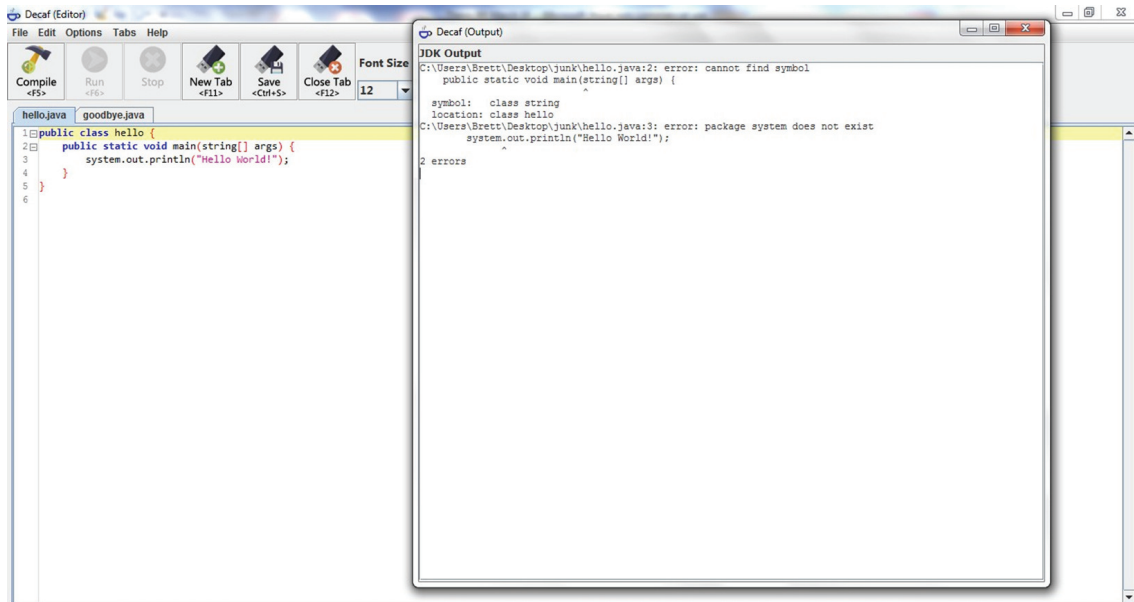 Decaf (Editor)
File Edit Options Tabs Help
Compile
<F5>
Run
<F6>
Stop
New Tab
<F11>
Save
<Ctrl+S>
Close Tab
<F12>
Font Size
12
hello.java goodbye.java
1 public class hello {
2 public static void main(string[] args) {
3 system.out.println("Hello World!");
4 }
5 }
6
Decaf (Output)
JDK Output
C:\Users\Brett\Desktop\junk\hello.java:2: error: cannot find symbol
public static void main(string[] args) {
^
symbol: class string
location: class hello
C:\Users\Brett\Desktop\junk\hello.java:3: error: package system does not exist
system.out.println("Hello World!");
^
2 errors